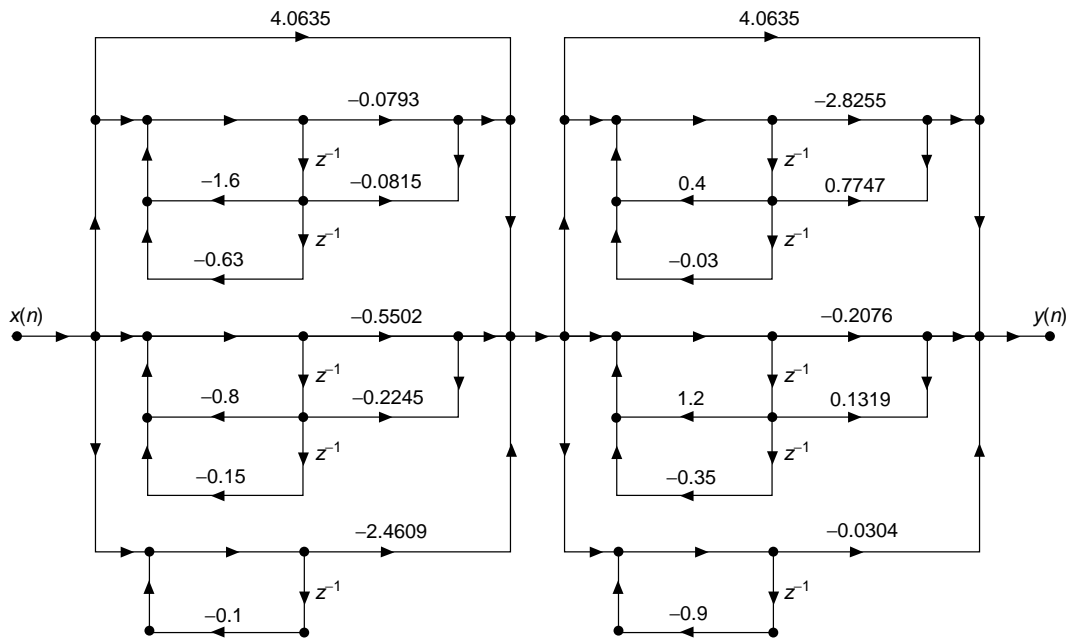 4.0635 4.0635
−0.0793 −2.8255
z−1 z−1
−1.6 −0.0815 0.4 0.7747
z−1 z−1
−0.63 −0.03
x(n) −0.5502 −0.2076 y(n)
z−1 z−1
−0.8 −0.2245 1.2 0.1319
z−1 z−1
−0.15 −0.35
−2.4609 −0.0304
z−1 z−1
−0.1 −0.9